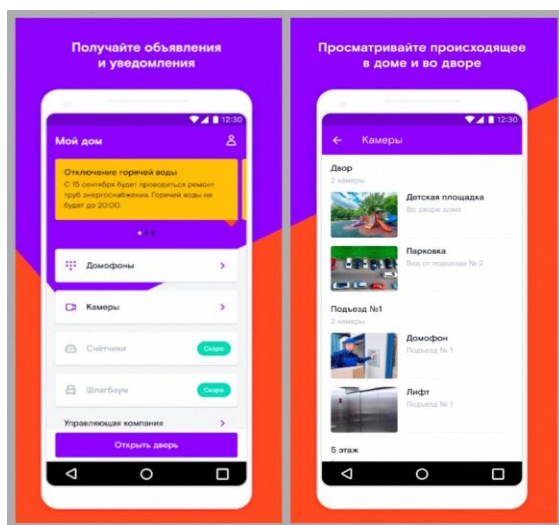 Получайте объявления
и уведомления
12:30
Мой дом
Отключение горячей воды
С 15 сентября будет проводиться ремонт
труб энергоснабжения. Горячей воды не
будет до 20:00
Домофоны
Камеры
Счётчики
Скоро
Шлагбаум
Скоро
Управляющая компания
Открыть дверь
Просматривайте происходящее
в доме и во дворе
12:30
Камеры
Двор
2 камеры
Детская площадка
Во дворе дома
Парковка
Вид от подъезда № 2
Подъезд №1
2 камеры
Домофон
Подъезд № 1
Лифт
Подъезд № 1
5 этаж